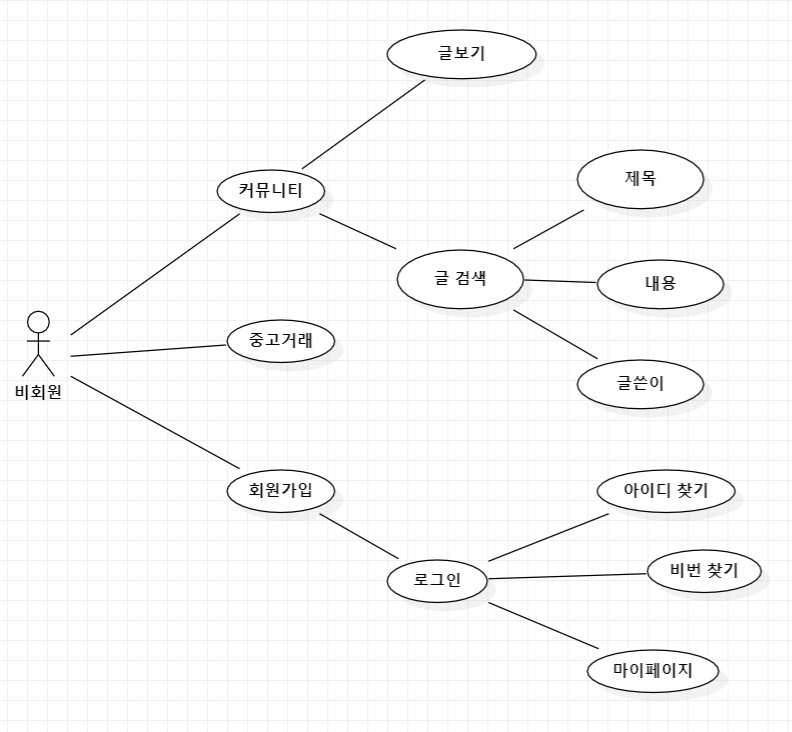 글보기
제목
커뮤니티
글 검색
내용
중고거래
비회원
글쓴이
회원가입
아이디 찾기
로그인
비번 찾기
마이페이지